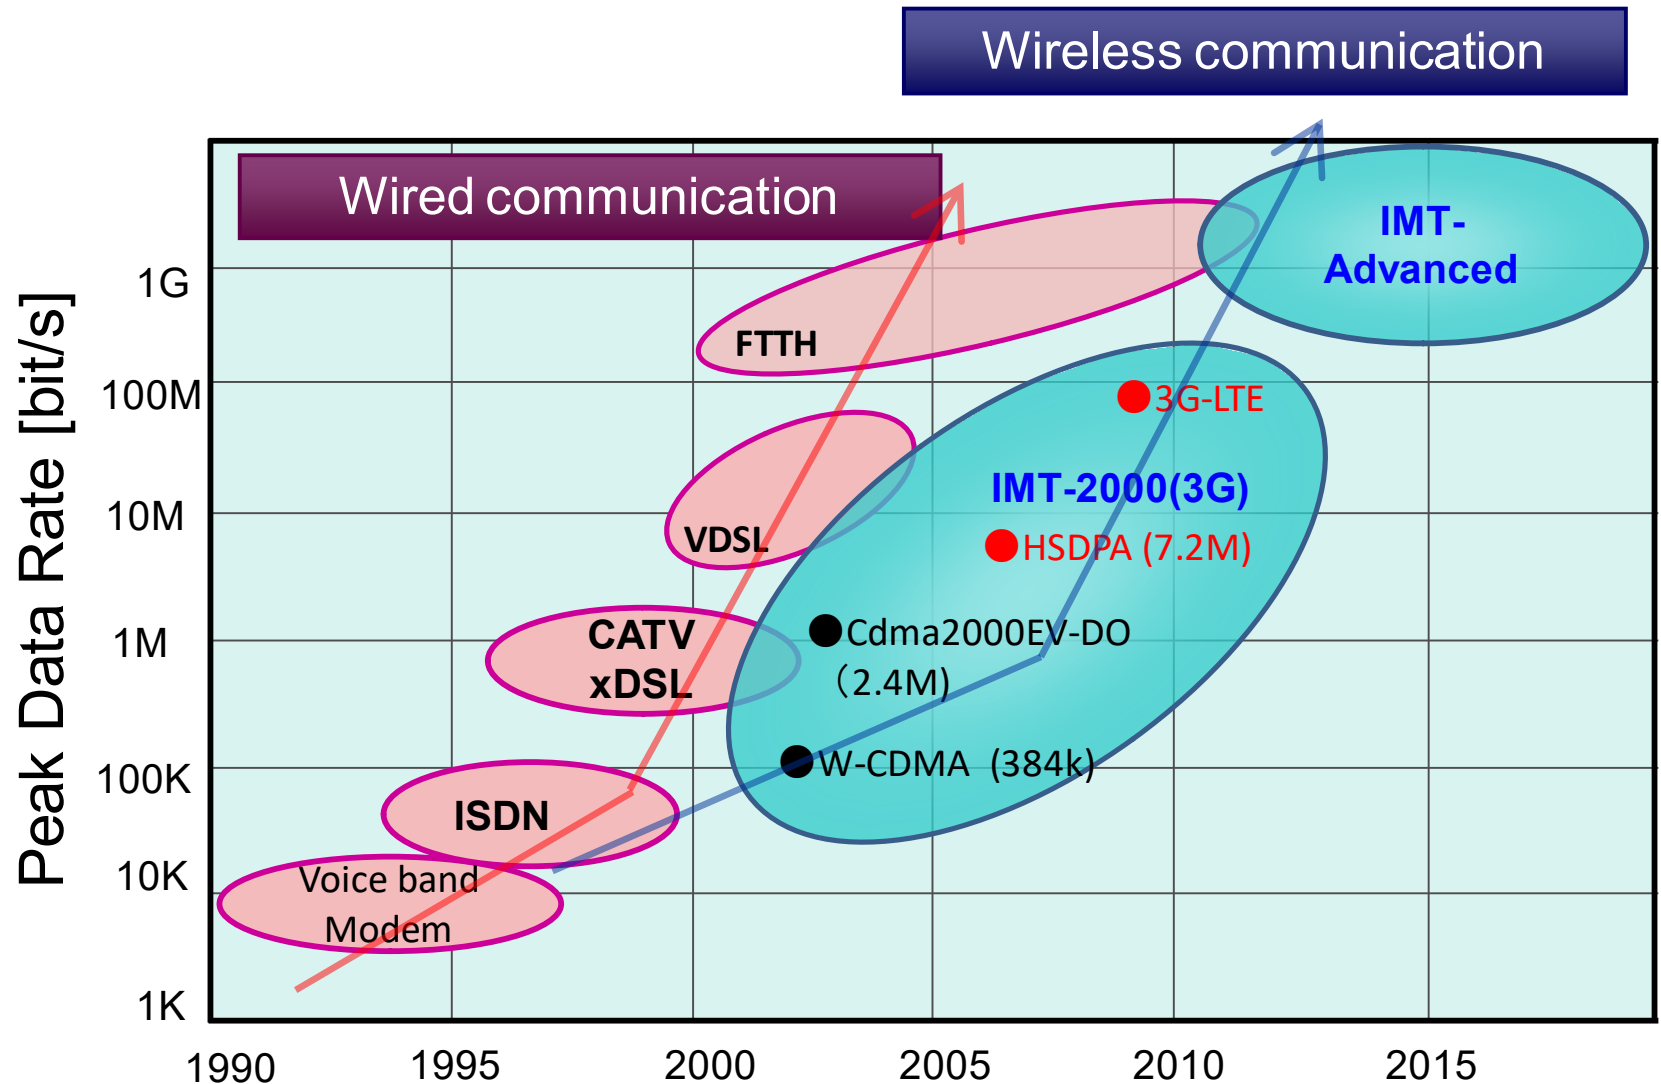 Wireless communication
Wired communication
Peak Data Rate [bit/s]
1G
100M
10M
1M
100K
10K
1K
IMT-
Advanced
FTTH
3G-LTE
IMT-2000(3G)
VDSL
HSDPA (7.2M)
CATV
xDSL
Cdma2000EV-DO
（2.4M)
W-CDMA (384k)
ISDN
Voice band
Modem
1990
1995
2000
2005
2010
2015